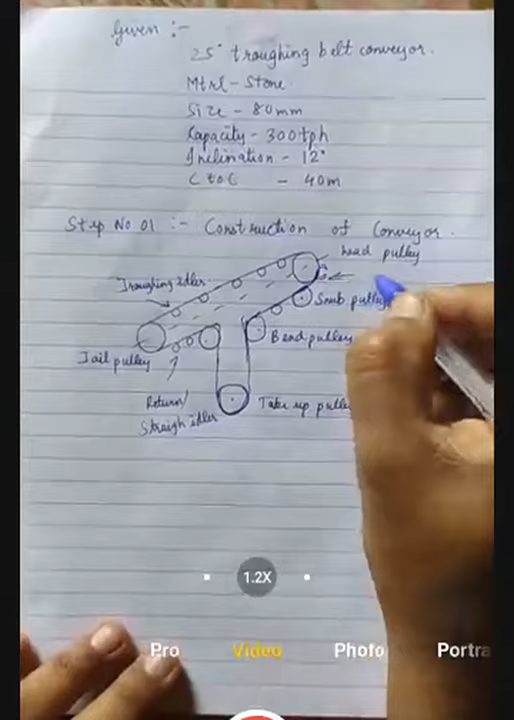 Given :-
25° troughing belt conveyor.
Mtrl - Stone.
Size - 80mm
Capacity - 300tph
Inclination - 12°
C to C - 40m
Step No 01 :- Construction of Conveyor.
head pulley
Troughing idler
Snub pulley
Bend pulley
Tail pulley
Return/
Straigh idler
Take up pulle
1.2X
Pro Video Photo Portra